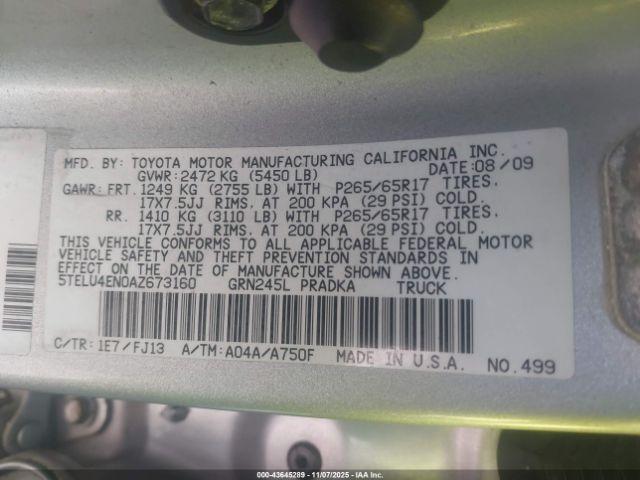 MFD. BY: TOYOTA MOTOR MANUFACTURING CALIFORNIA INC.
GVWR: 2472 KG (5450 LB) DATE: 08/09
GAWR: FRT. 1249 KG (2755 LB) WITH P265/65R17 TIRES.
17X7.5JJ RIMS. AT 200 KPA (29 PSI) COLD.
RR. 1410 KG (3110 LB) WITH P265/65R17 TIRES.
17X7.5JJ RIMS. AT 200 KPA (29 PSI) COLD.
THIS VEHICLE CONFORMS TO ALL APPLICABLE FEDERAL MOTOR
VEHICLE SAFETY AND THEFT PREVENTION STANDARDS IN
EFFECT ON THE DATE OF MANUFACTURE SHOWN ABOVE.
5TELU4EN0AZ673160 GRN245L PRADKA TRUCK
C/TR: 1E7/FJ13 A/TM: A04A/A750F MADE IN U.S.A. NO. 499
OWNER: (000)-43645289 - 11/07/2025 - IAAI.COM